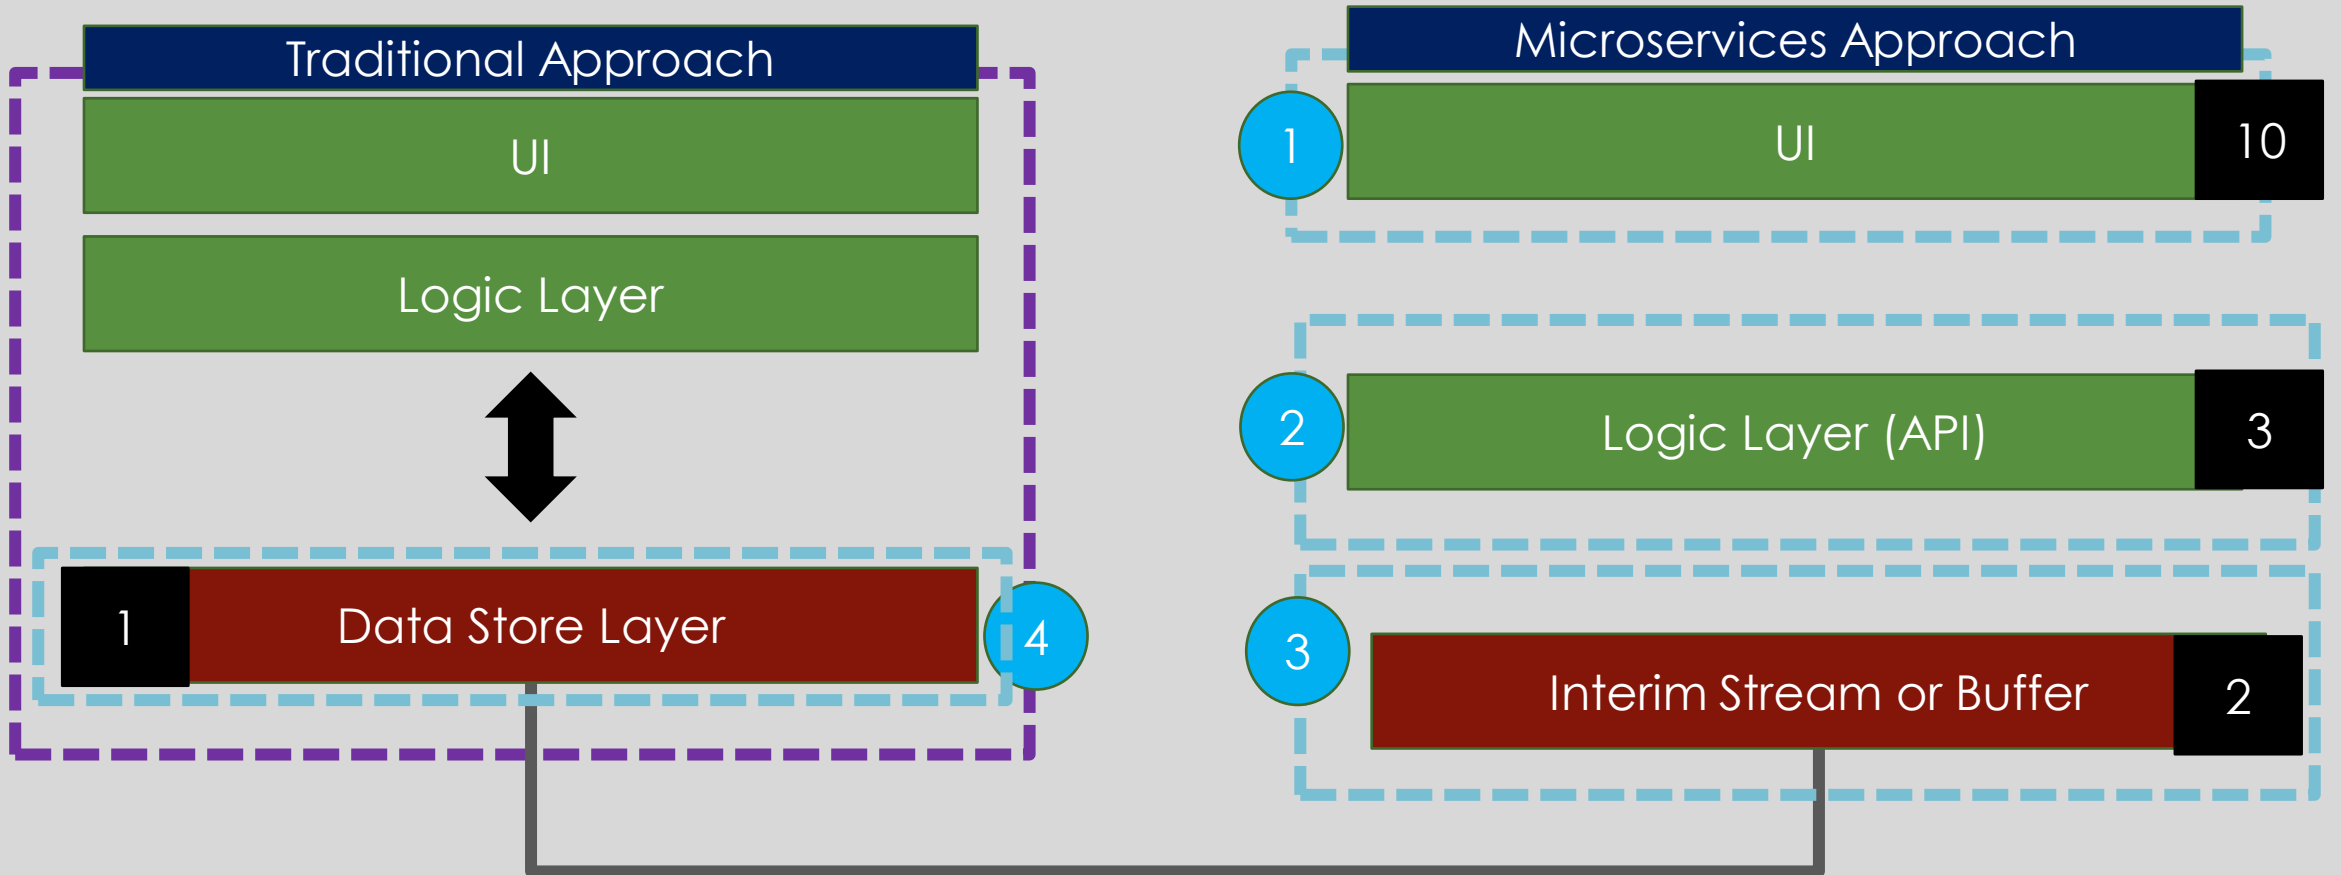 Traditional Approach
UI
Logic Layer
1
Data Store Layer
4
Microservices Approach
1
UI
10
2
Logic Layer (API)
3
3
Interim Stream or Buffer
2